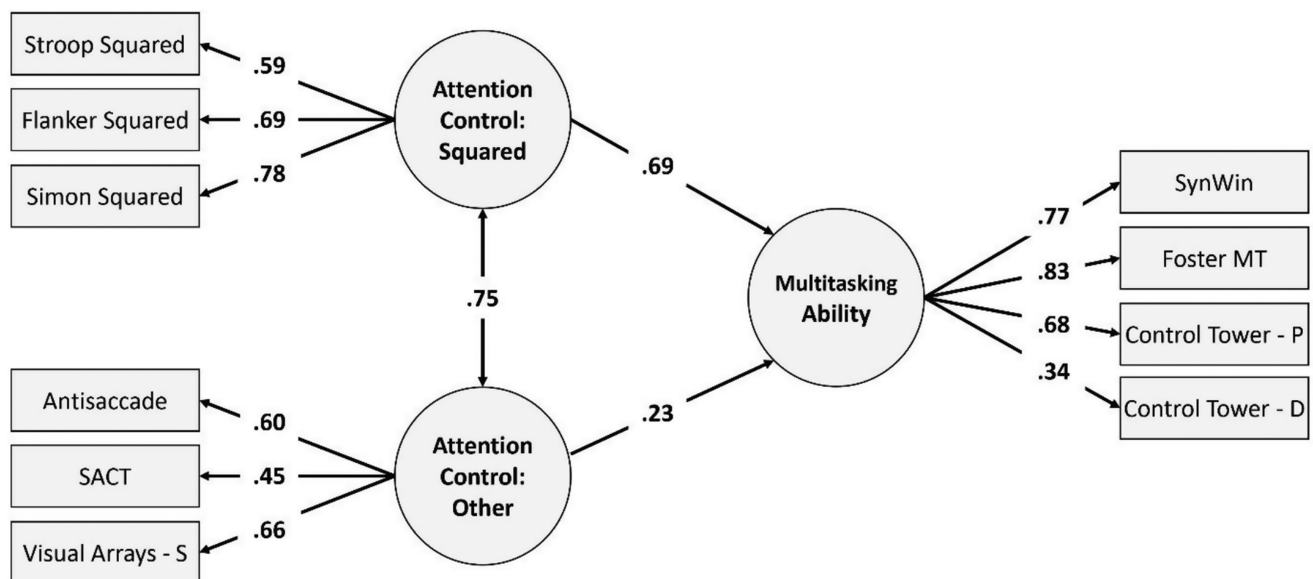 Stroop Squared
Flanker Squared
Simon Squared
.59
.69
.78
Attention
Control:
Squared
.75
Antisaccade
SACT
Visual Arrays - S
.60
.45
.66
Attention
Control:
Other
.69
.23
Multitasking
Ability
.77
.83
.68
.34
SynWin
Foster MT
Control Tower - P
Control Tower - D